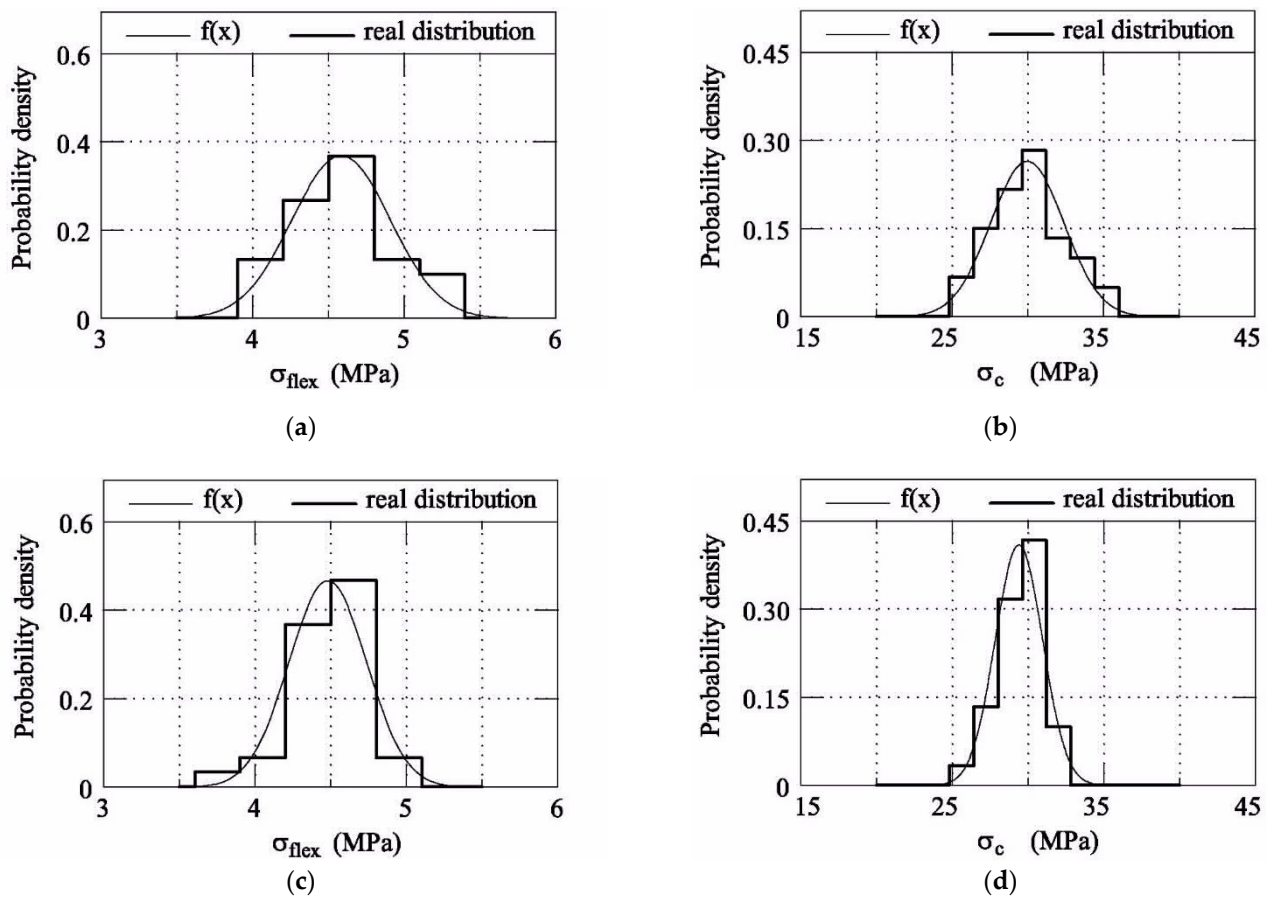 f(x) real distribution
0.6
0.4
0.2
0
Probability density
3 4 5 6
σflex (MPa)
(a)
f(x) real distribution
0.45
0.30
0.15
0
Probability density
15 25 35 45
σc (MPa)
(b)
f(x) real distribution
0.6
0.4
0.2
0
Probability density
3 4 5 6
σflex (MPa)
(c)
f(x) real distribution
0.45
0.30
0.15
0
Probability density
15 25 35 45
σc (MPa)
(d)